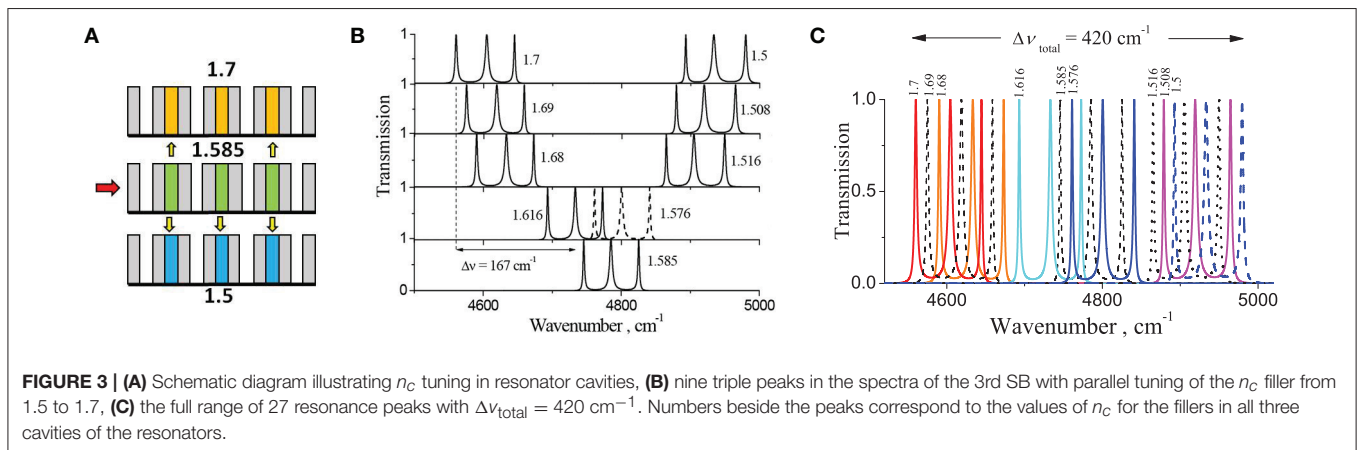 A
1.7
1.585
1.5
B
Transmission
1
1
1
1
0
1.7
1.5
1.69
1.508
1.68
1.516
1.616
1.576
1.585
Δν = 167 cm⁻¹
4600 4800 5000
Wavenumber , cm⁻¹
C
Δν total = 420 cm⁻¹
1.7
1.69
1.68
1.616
1.585
1.576
1.516
1.508
1.5
Transmission
1.0
0.5
0.0
4600 4800 5000
Wavenumber , cm⁻¹
FIGURE 3 | (A) Schematic diagram illustrating nc tuning in resonator cavities, (B) nine triple peaks in the spectra of the 3rd SB with parallel tuning of the nc filler from
1.5 to 1.7, (C) the full range of 27 resonance peaks with Δνtotal = 420 cm⁻¹. Numbers beside the peaks correspond to the values of nc for the fillers in all three
cavities of the resonators.